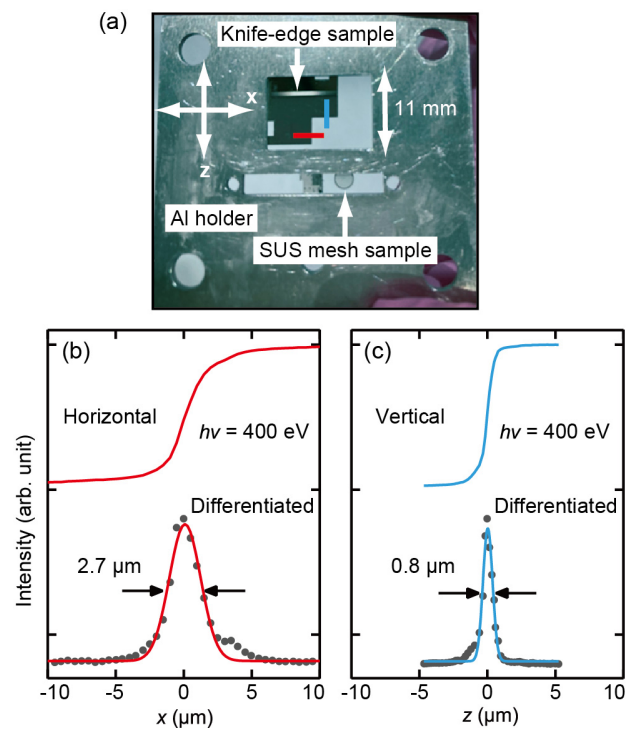 (a)
Knife-edge sample
x
z
11 mm
Al holder
SUS mesh sample
(b)
Horizontal
hν = 400 eV
Differentiated
2.7 µm
Intensity (arb. unit)
-10 -5 0 5 10
x (µm)
(c)
Vertical
hν = 400 eV
Differentiated
0.8 µm
-10 -5 0 5 10
z (µm)